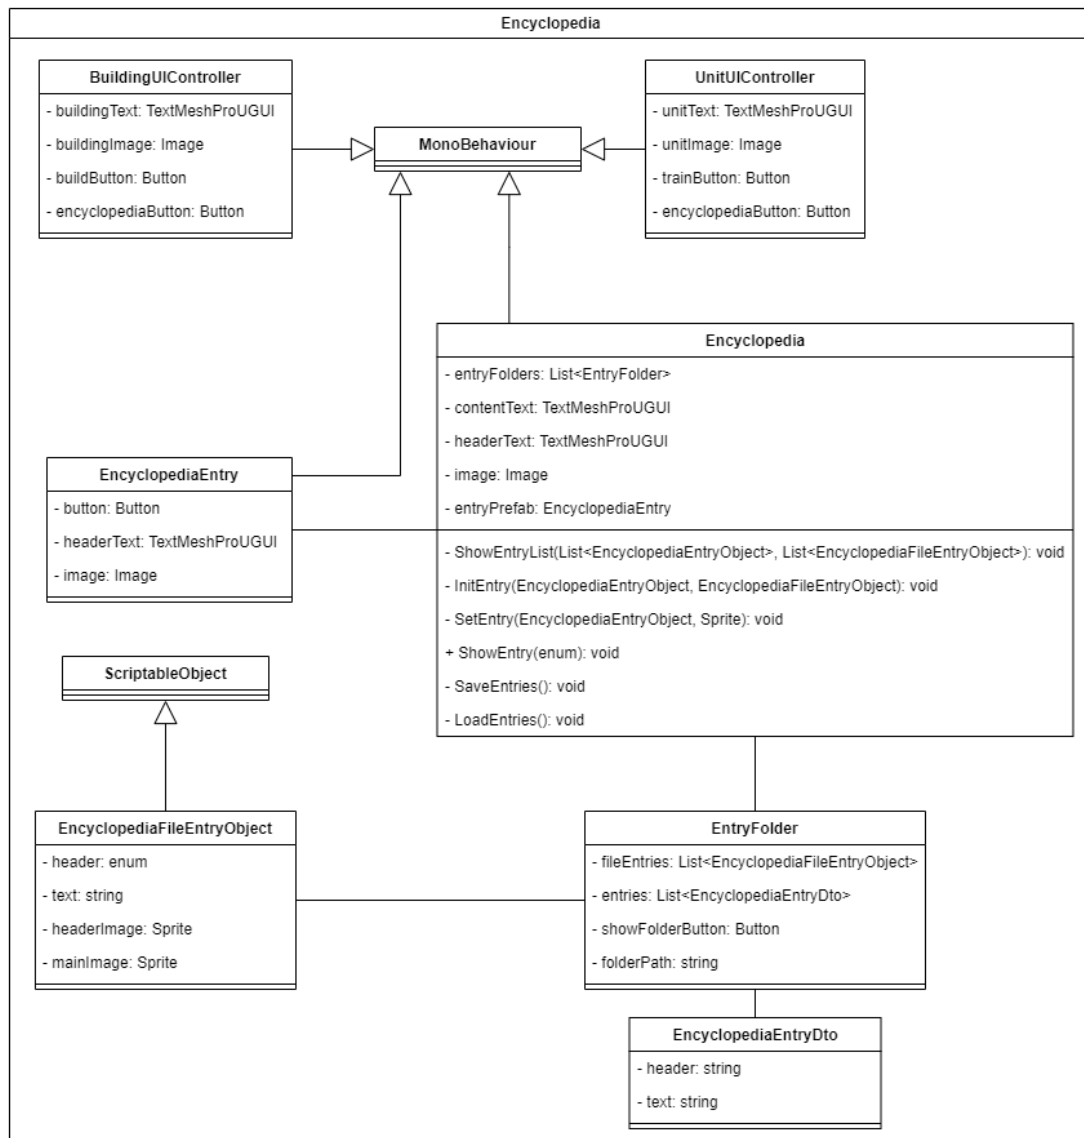 Encyclopedia
BuildingUIController
- buildingText: TextMeshProUGUI
- buildingImage: Image
- buildButton: Button
- encyclopediaButton: Button
MonoBehaviour
UnitUIController
- unitText: TextMeshProUGUI
- unitImage: Image
- trainButton: Button
- encyclopediaButton: Button
Encyclopedia
- entryFolders: List<EntryFolder>
- contentText: TextMeshProUGUI
- headerText: TextMeshProUGUI
- image: Image
- entryPrefab: EncyclopediaEntry
- ShowEntryList(List<EncyclopediaEntryObject>, List<EncyclopediaFileEntryObject>): void
- InitEntry(EncyclopediaEntryObject, EncyclopediaFileEntryObject): void
- SetEntry(EncyclopediaEntryObject, Sprite): void
+ ShowEntry(enum): void
- SaveEntries(): void
- LoadEntries(): void
EncyclopediaEntry
- button: Button
- headerText: TextMeshProUGUI
- image: Image
ScriptableObject
EncyclopediaFileEntryObject
- header: enum
- text: string
- headerImage: Sprite
- mainImage: Sprite
EntryFolder
- fileEntries: List<EncyclopediaFileEntryObject>
- entries: List<EncyclopediaEntryDto>
- showFolderButton: Button
- folderPath: string
EncyclopediaEntryDto
- header: string
- text: string